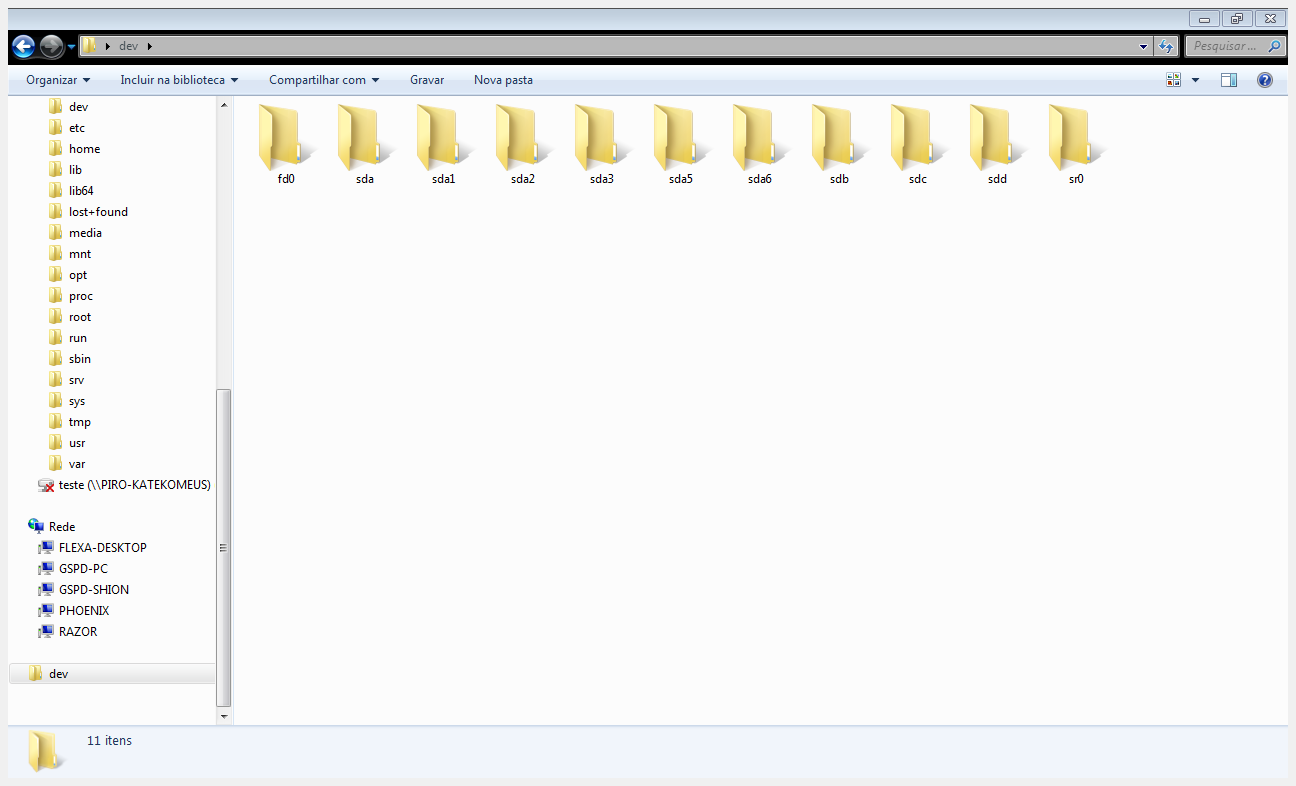 dev
Pesquisar ...
Organizar Incluir na biblioteca Compartilhar com Gravar Nova pasta
dev
etc
home
lib
lib64
lost+found
media
mnt
opt
proc
root
run
sbin
srv
sys
tmp
usr
var
teste (\\PIRO-KATEKOMEUS)
Rede
FLEXA-DESKTOP
GSPD-PC
GSPD-SHION
PHOENIX
RAZOR
dev
fd0 sda sda1 sda2 sda3 sda5 sda6 sdb sdc sdd sr0
11 itens